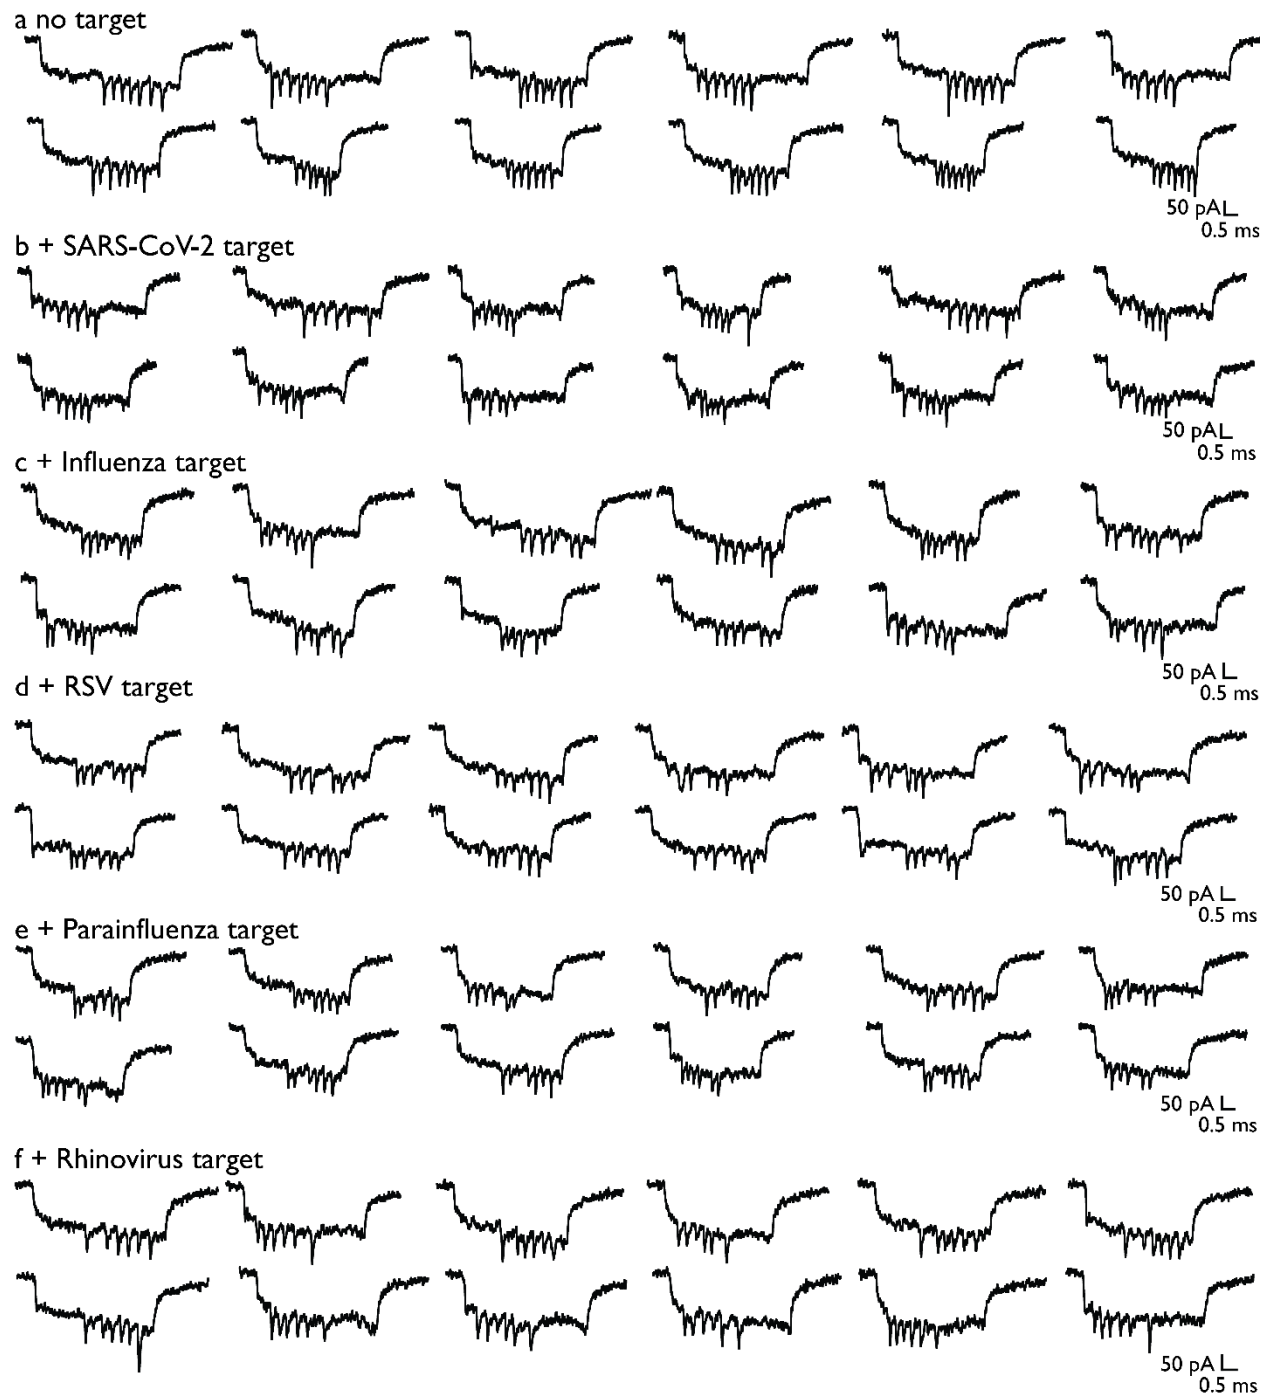 a no target
50 pA
0.5 ms
b + SARS-CoV-2 target
50 pA
0.5 ms
c + Influenza target
50 pA
0.5 ms
d + RSV target
50 pA
0.5 ms
e + Parainfluenza target
50 pA
0.5 ms
f + Rhinovirus target
50 pA
0.5 ms